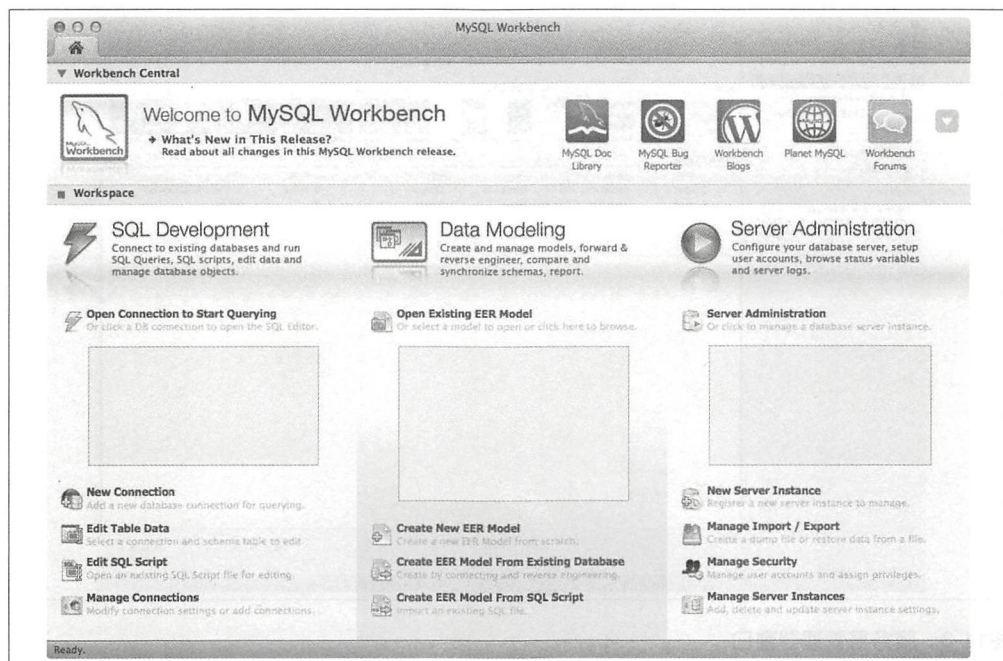 MySQL Workbench
Workbench Central
MySQL
Workbench
Welcome to MySQL Workbench
What's New in This Release?
Read about all changes in this MySQL Workbench release.
MySQL Doc
Library
MySQL Bug
Reporter
Workbench
Blogs
Planet MySQL
Workbench
Forums
Workspace
SQL Development
Connect to existing databases and run
SQL Queries, SQL scripts, edit data and
manage database objects.
Open Connection to Start Querying
Or click a DB connection to open the SQL Editor.
New Connection
Add a new database connection for querying.
Edit Table Data
Select a connection and schema table to edit.
Edit SQL Script
Open an existing SQL Script file for editing.
Manage Connections
Modify connection settings or add connections.
Data Modeling
Create and manage models, forward &
reverse engineer, compare and
synchronize schemas, report.
Open Existing EER Model
Or select a model to open or click here to browse.
Create New EER Model
Create a new EER Model from scratch.
Create EER Model From Existing Database
Create by connecting and reverse engineering.
Create EER Model From SQL Script
Import an existing SQL file.
Server Administration
Configure your database server, setup
user accounts, browse status variables
and server logs.
Server Administration
Or click to manage a database server instance.
New Server Instance
Register a new server instance to manage.
Manage Import / Export
Create a dump file or restore data from a file.
Manage Security
Manage user accounts and assign privileges.
Manage Server Instances
Add, delete and update server instance settings.
Ready.